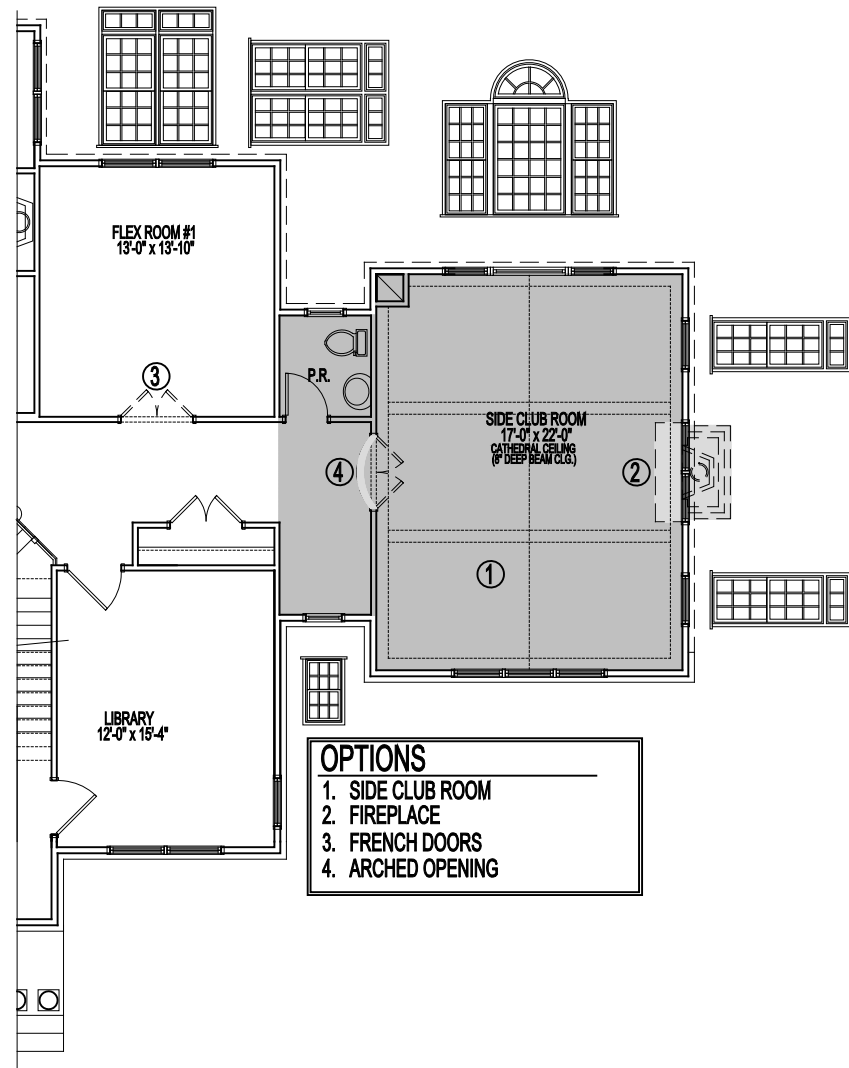 FLEX ROOM #1
13'-0" x 13'-10"
3
P.R.
SIDE CLUB ROOM
17'-0" x 22'-0"
CATHEDRAL CEILING
(8" DEEP BEAM CLG.)
4
2
1
LIBRARY
12'-0" x 15'-4"
OPTIONS
1. SIDE CLUB ROOM
2. FIREPLACE
3. FRENCH DOORS
4. ARCHED OPENING